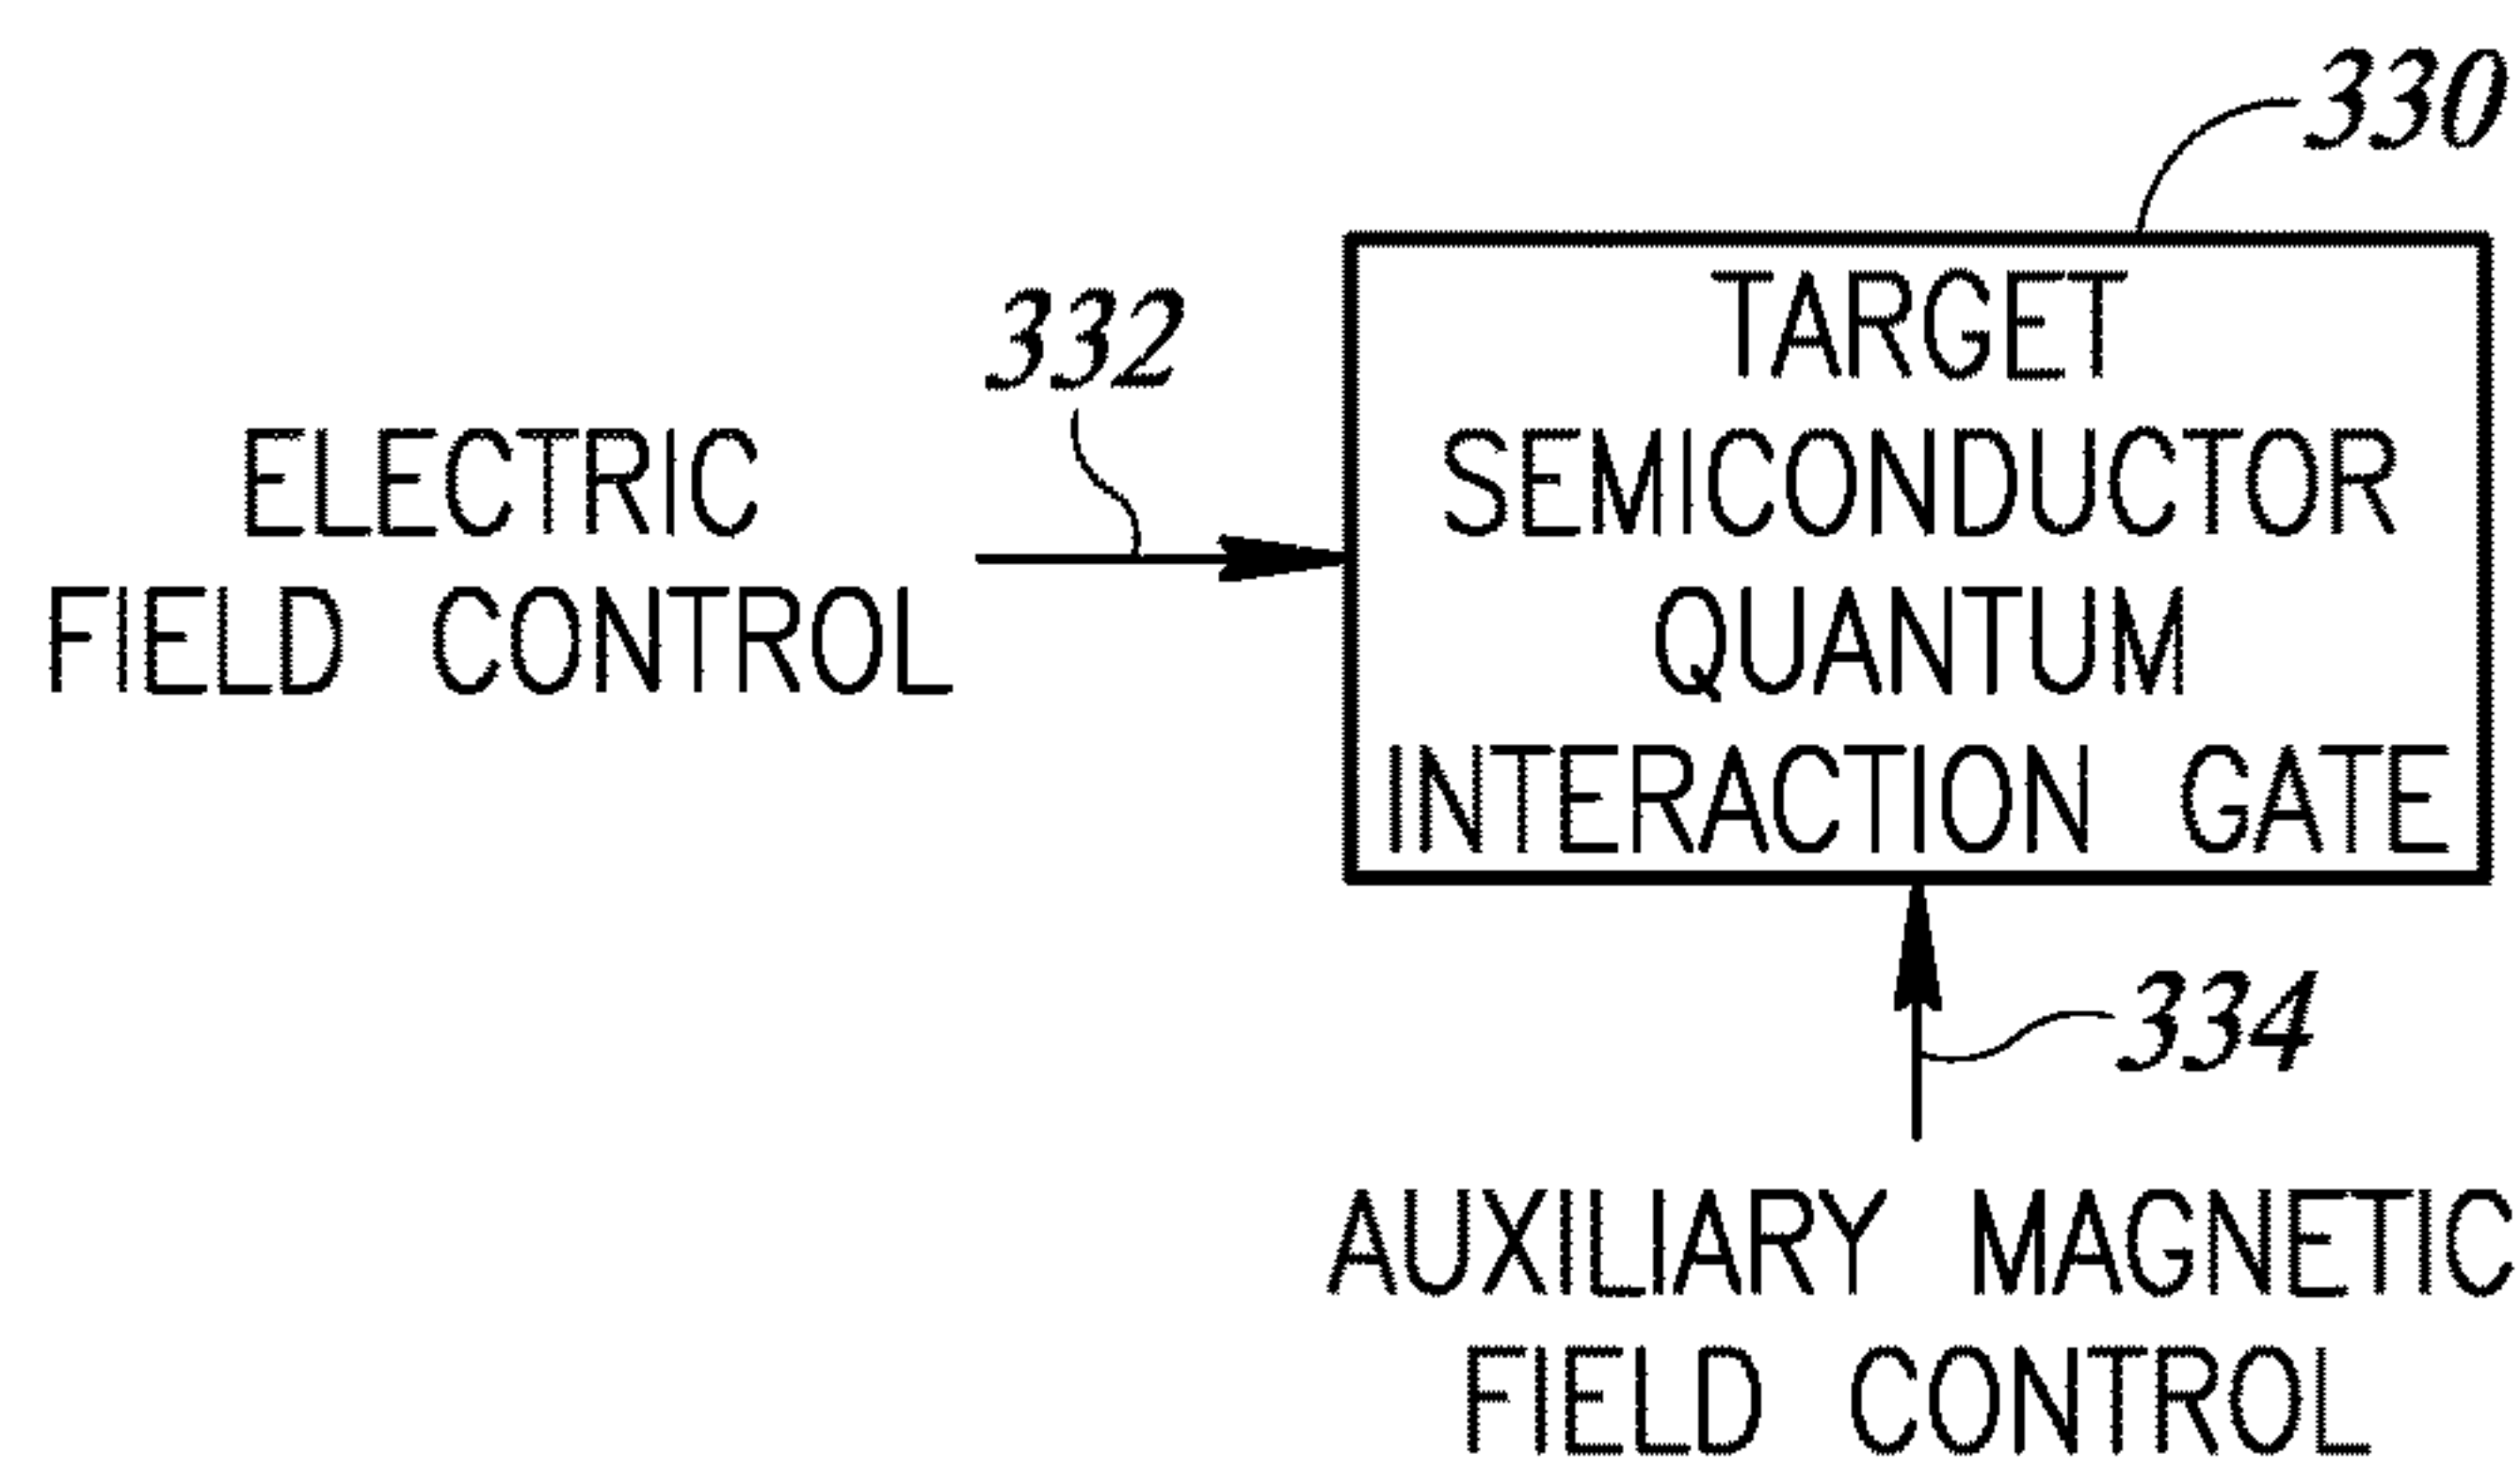 330
332
ELECTRIC
FIELD CONTROL
TARGET
SEMICONDUCTOR
QUANTUM
INTERACTION GATE
334
AUXILIARY MAGNETIC
FIELD CONTROL